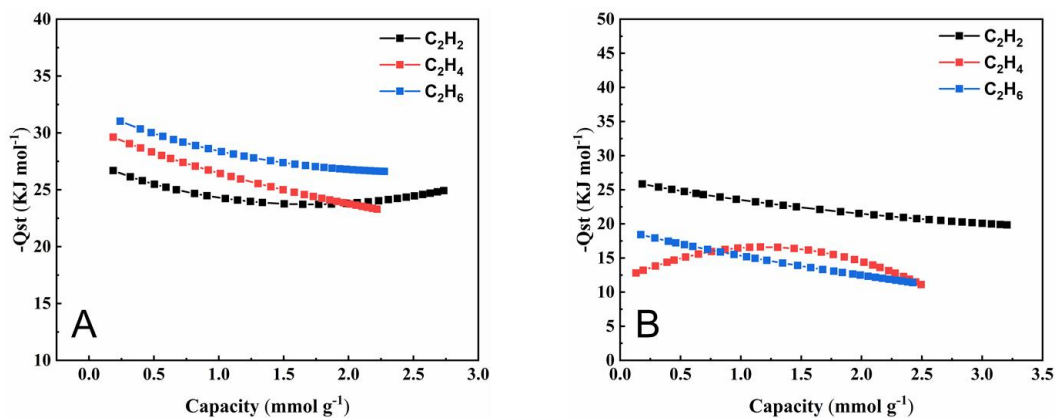 40
35
30
25
20
15
10
-Qst (KJ mol⁻¹)
C₂H₂
C₂H₄
C₂H₆
A
0.0 0.5 1.0 1.5 2.0 2.5 3.0
Capacity (mmol g⁻¹)
50
45
40
35
30
25
20
15
10
5
0
-Qst (KJ mol⁻¹)
C₂H₂
C₂H₄
C₂H₆
B
0.0 0.5 1.0 1.5 2.0 2.5 3.0 3.5
Capacity (mmol g⁻¹)